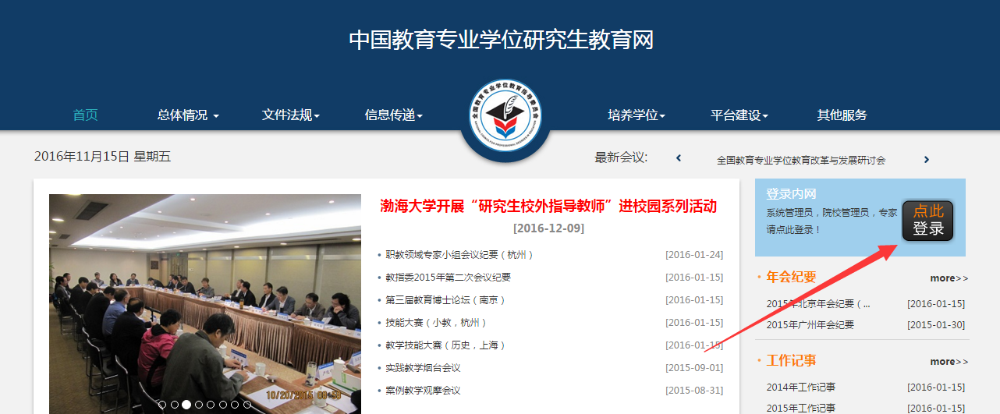 中国教育专业学位研究生教育网
全国教育专业学位教育指导委员会
首页 总体情况 文件法规 信息传递 培养学位 平台建设 其他服务
2016年11月15日 星期五
最新会议: 全国教育专业学位教育改革与发展研讨会
渤海大学开展“研究生校外指导教师”进校园系列活动
[2016-12-09]
职教领域专家小组会议纪要（杭州） [2016-01-24]
教指委2015年第二次会议纪要 [2016-01-15]
第三届教育博士论坛（南京） [2016-01-15]
技能大赛（小教，杭州） [2016-01-15]
教学技能大赛（历史，上海） [2016-01-15]
实践教学烟台会议 [2015-09-01]
案例教学观摩会议 [2015-08-31]
10/20/2015
登录内网
系统管理员，院校管理员，专家
请点此登录！
点此
登录
年会纪要 more>>
2015年北京年会纪要（... [2016-01-15]
2015年广州年会纪要 [2015-01-30]
工作记事 more>>
2014年工作记事 [2016-01-15]
2015年工作记事 [2016-01-15]